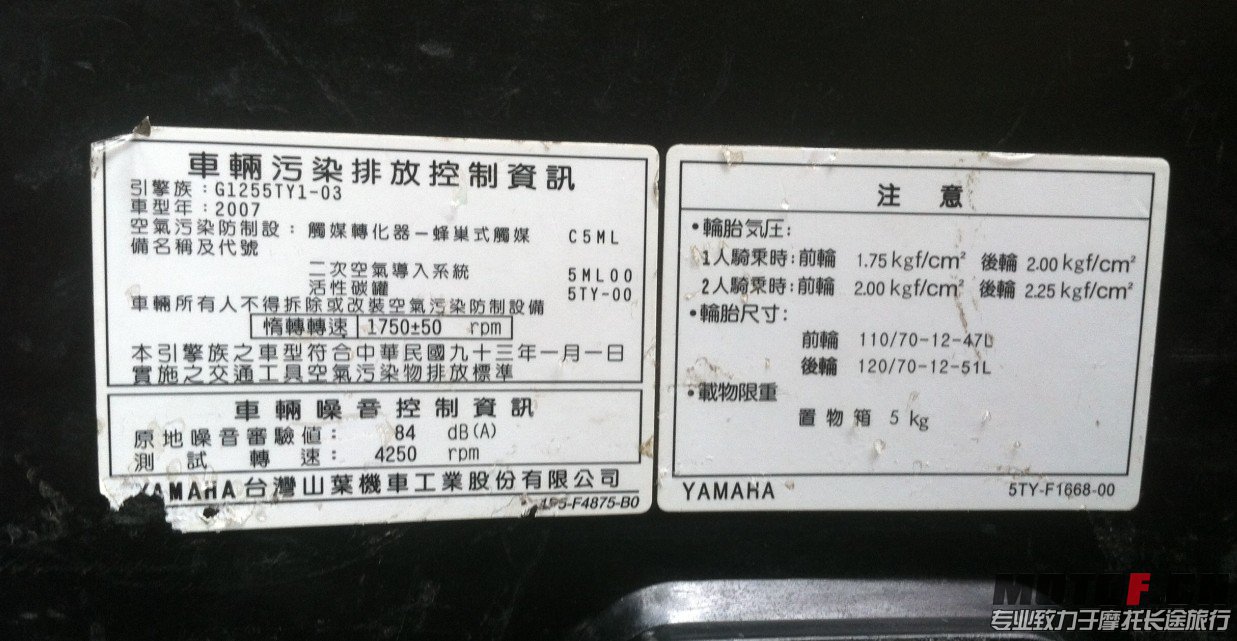 車輛污染排放控制資訊
引擎族：G1255TY1-03
車型年：2007
空氣污染防制設：觸媒轉化器－蜂巢式觸媒 C5ML
備名稱及代號
二次空氣導入系統 5ML00
活性碳罐 5TY-00
車輛所有人不得拆除或改裝空氣污染防制設備
惰轉轉速 1750±50 rpm
本引擎族之車型符合中華民國九十三年一月一日
實施之交通工具空氣污染物排放標準
車輛噪音控制資訊
原地噪音審驗值： 84 dB(A)
測試轉速： 4250 rpm
YAMAHA 台灣山葉機車工業股份有限公司
-F4875-B0
注意
•輪胎気圧:
1人騎乘時:前輪 1.75 kgf/cm² 後輪 2.00 kgf/cm²
2人騎乘時:前輪 2.00 kgf/cm² 後輪 2.25 kgf/cm²
•輪胎尺寸:
前輪 110/70-12-47L
後輪 120/70-12-51L
•載物限重
置物箱 5 kg
YAMAHA 5TY-F1668-00
专业致力于摩托长途旅行